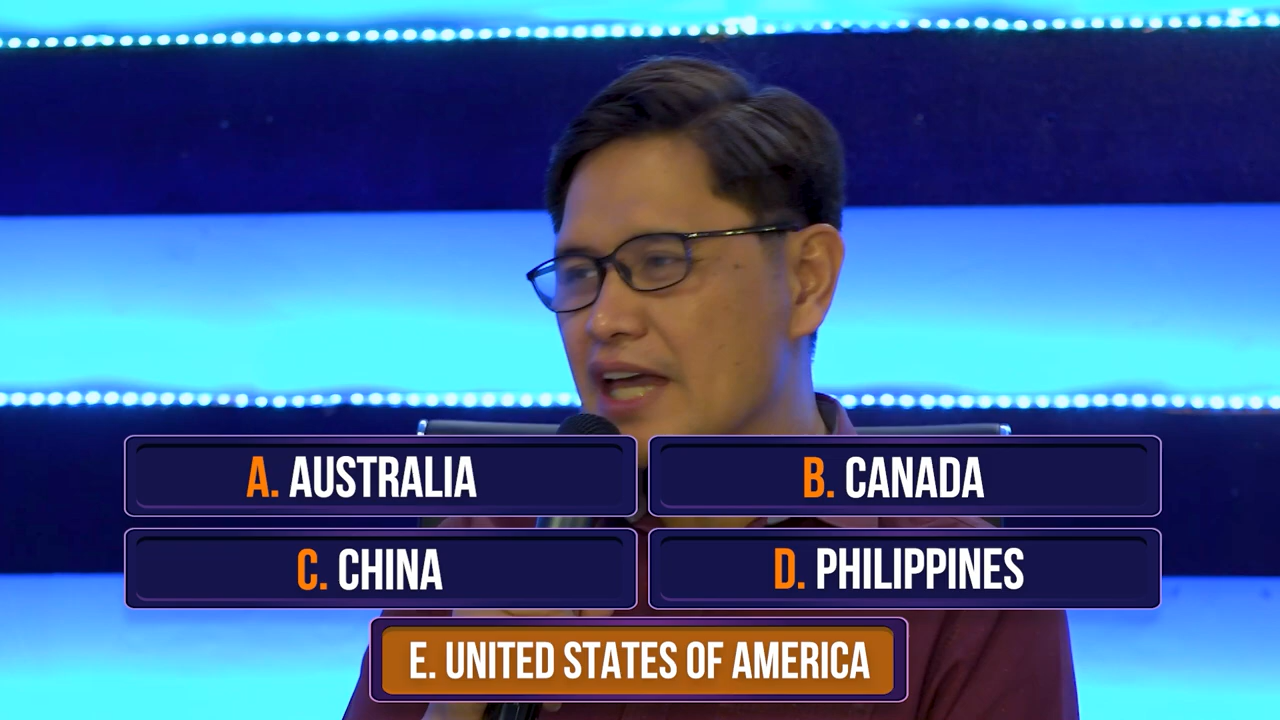 A. AUSTRALIA
B. CANADA
C. CHINA
D. PHILIPPINES
E. UNITED STATES OF AMERICA